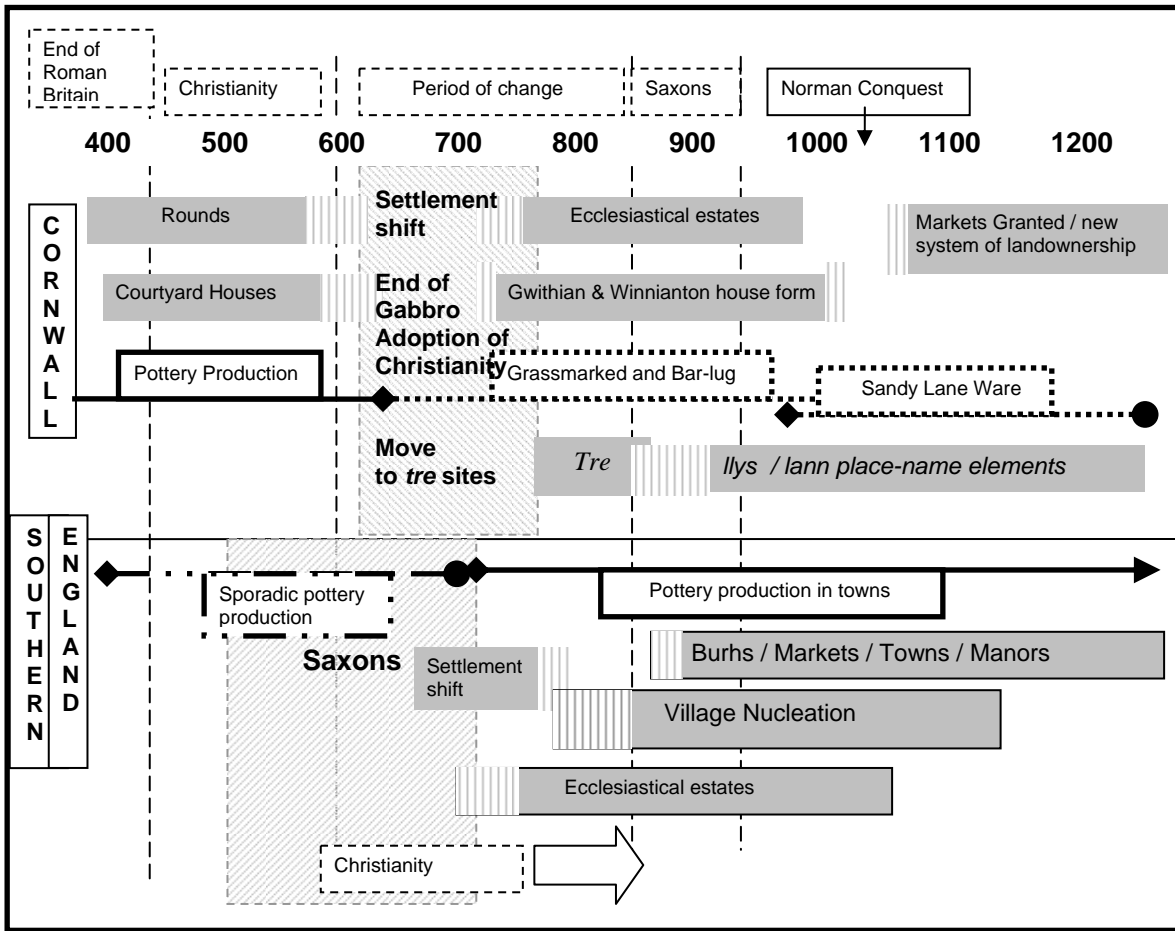 End of
Roman
Britain
Christianity
Period of change
Saxons
Norman Conquest
400 500 600 700 800 900 1000 1100 1200
CORNWALL
Rounds
Settlement
shift
Ecclesiastical estates
Markets Granted / new
system of landownership
Courtyard Houses
End of
Gabbro
Adoption of
Christianity
Gwithian & Winnianton house form
Pottery Production
Grassmarked and Bar-lug
Sandy Lane Ware
Move
to tre sites
Tre
llys / lann place-name elements
SOUTHERN
ENGLAND
Sporadic pottery
production
Pottery production in towns
Saxons
Settlement
shift
Burhs / Markets / Towns / Manors
Village Nucleation
Ecclesiastical estates
Christianity